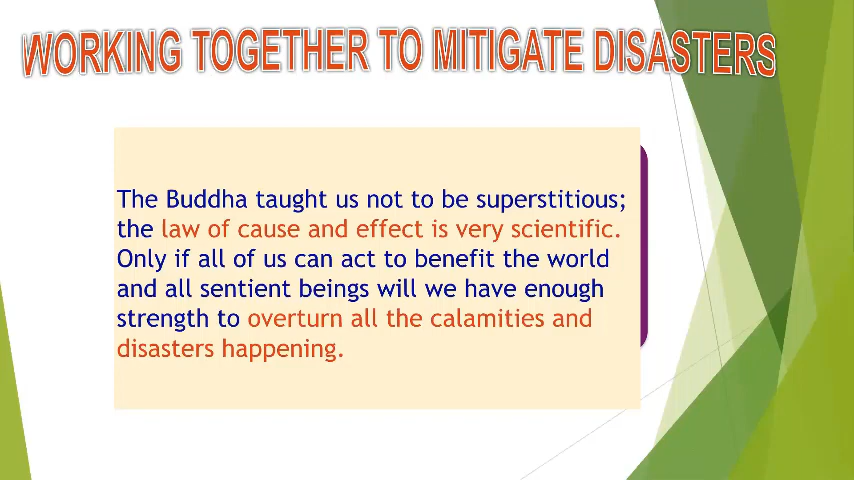 WORKING TOGETHER TO MITIGATE DISASTERS
The Buddha taught us not to be superstitious;
the law of cause and effect is very scientific.
Only if all of us can act to benefit the world
and all sentient beings will we have enough
strength to overturn all the calamities and
disasters happening.